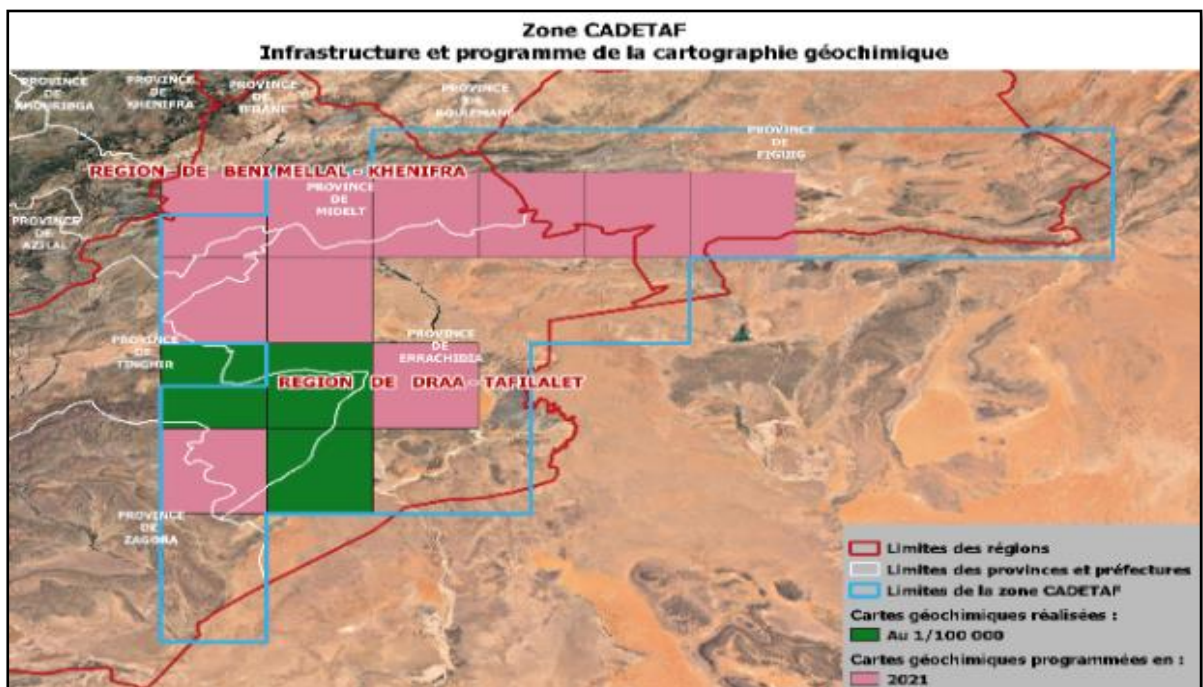 Zone CADETAF
Infrastructure et programme de la cartographie géochimique
PROVINCE
DE
KHOURIBGA
PROVINCE
DE
KHENIFRA
PROVINCE
DE
IFRANE
PROVINCE
DE
BOULEMANE
PROVINCE
DE
FIGUIG
REGION DE BENI MELLAL - KHENIFRA
PROVINCE
DE
MIDELT
PROVINCE
DE
AZILAL
PROVINCE
DE
TINGHIR
PROVINCE
DE
ERRACHIDIA
REGION DE DRAA - TAFILALET
PROVINCE
DE
ZAGORA
Limites des régions
Limites des provinces et préfectures
Limites de la zone CADETAF
Cartes géochimiques réalisées :
Au 1/100 000
Cartes géochimiques programmées en :
2021